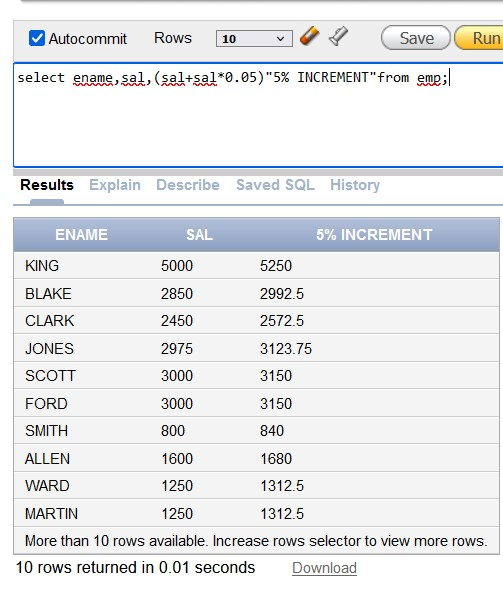 Autocommit Rows 10 Save Run
select ename,sal,(sal+sal*0.05)"5% INCREMENT"from emp;
Results Explain Describe Saved SQL History
ENAME SAL 5% INCREMENT
KING 5000 5250
BLAKE 2850 2992.5
CLARK 2450 2572.5
JONES 2975 3123.75
SCOTT 3000 3150
FORD 3000 3150
SMITH 800 840
ALLEN 1600 1680
WARD 1250 1312.5
MARTIN 1250 1312.5
More than 10 rows available. Increase rows selector to view more rows.
10 rows returned in 0.01 seconds Download